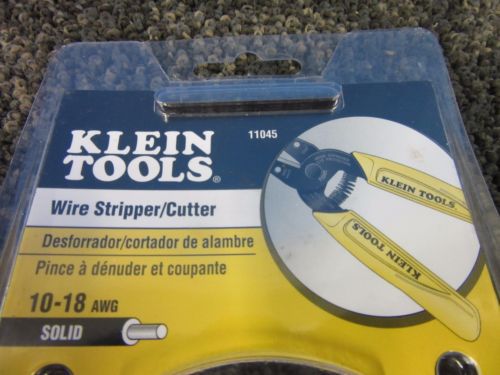 KLEIN
TOOLS®
11045
Wire Stripper/Cutter
Desforrador/cortador de alambre
Pince à dénuder et coupante
10-18 AWG
SOLID
KLEIN TOOLS
KLEIN TOOLS